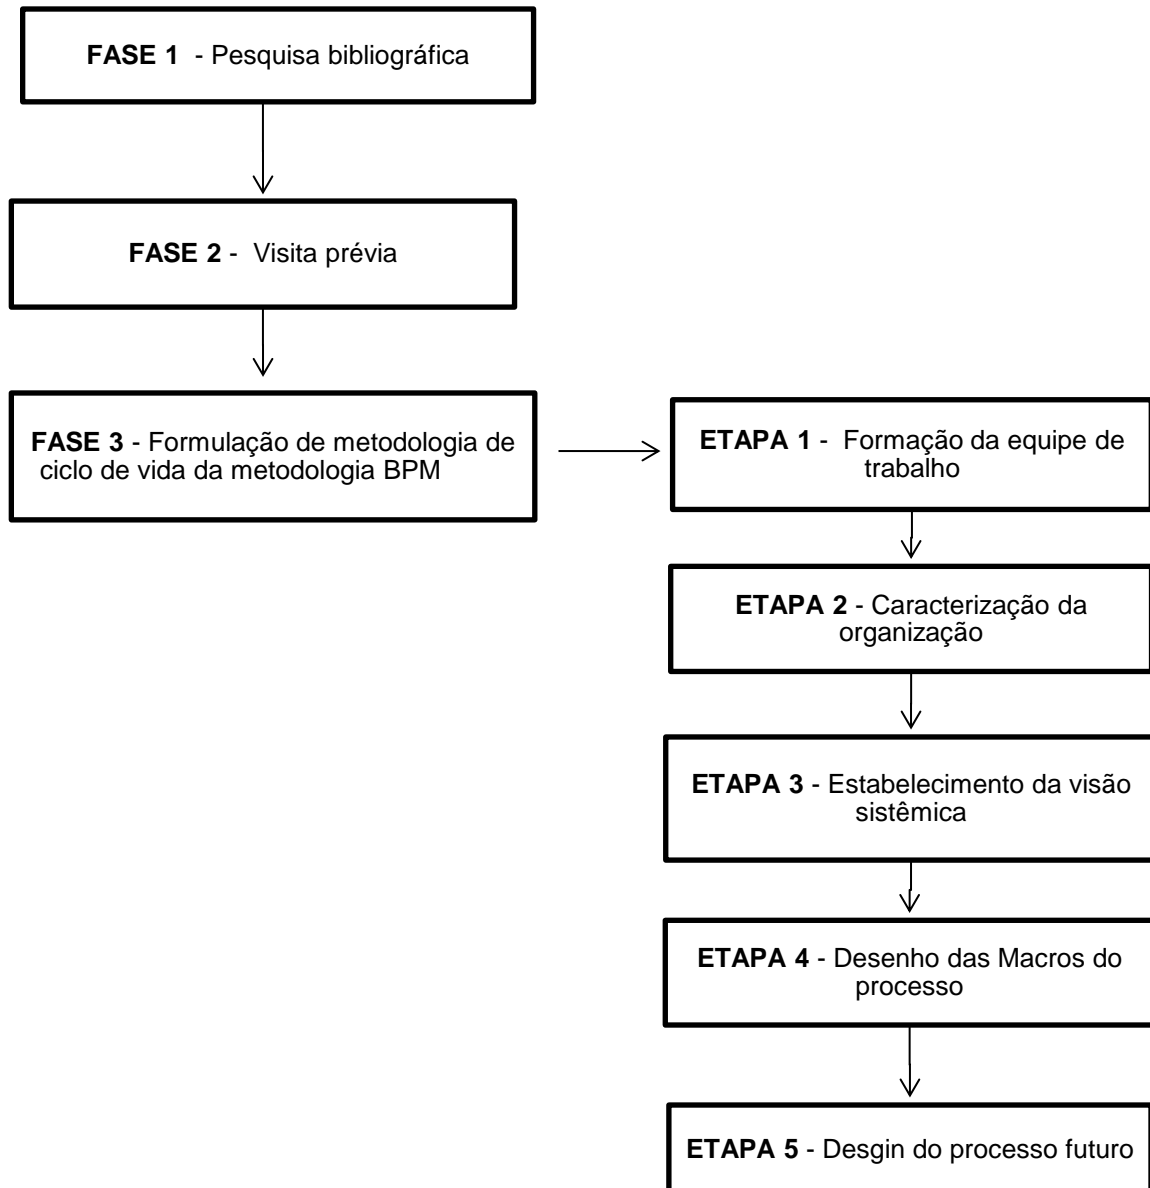 FASE 1 - Pesquisa bibliográfica
FASE 2 - Visita prévia
FASE 3 - Formulação de metodologia de
ciclo de vida da metodologia BPM
ETAPA 1 - Formação da equipe de
trabalho
ETAPA 2 - Caracterização da
organização
ETAPA 3 - Estabelecimento da visão
sistêmica
ETAPA 4 - Desenho das Macros do
processo
ETAPA 5 - Desgin do processo futuro